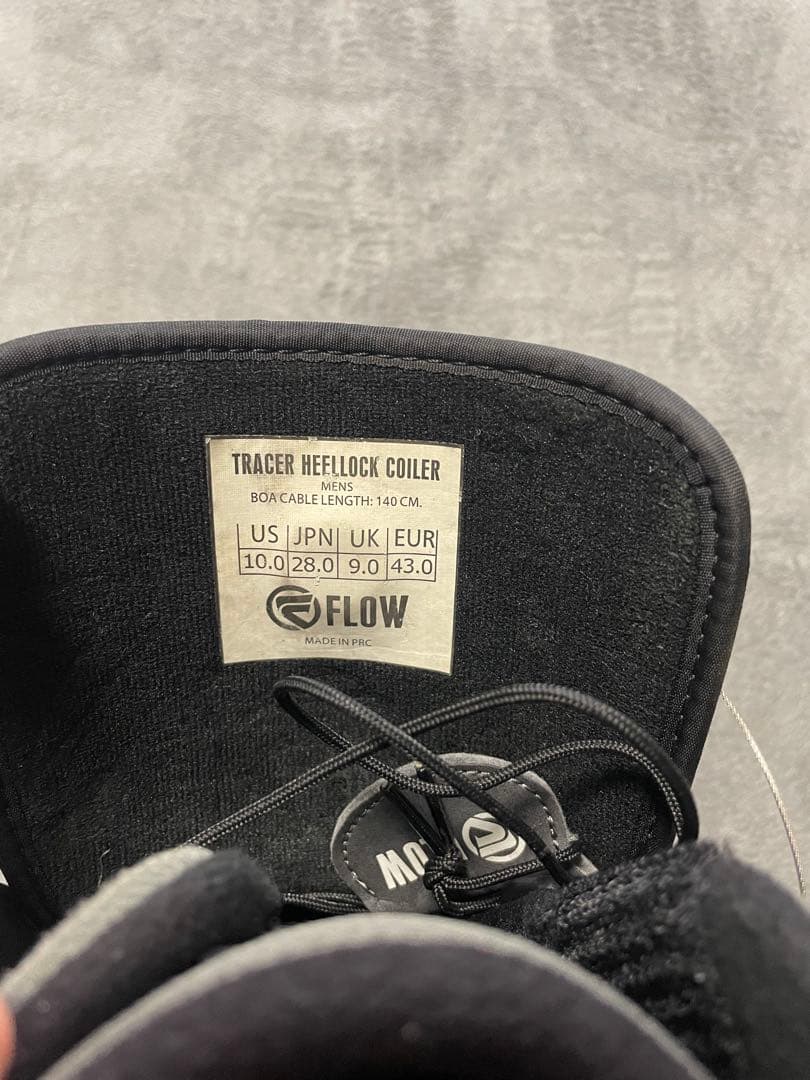 TRACER HEELLOCK COILER
MENS
BOA CABLE LENGTH: 140 CM.
US JPN UK EUR
10.0 28.0 9.0 43.0
FLOW
MADE IN PRC
FLOW